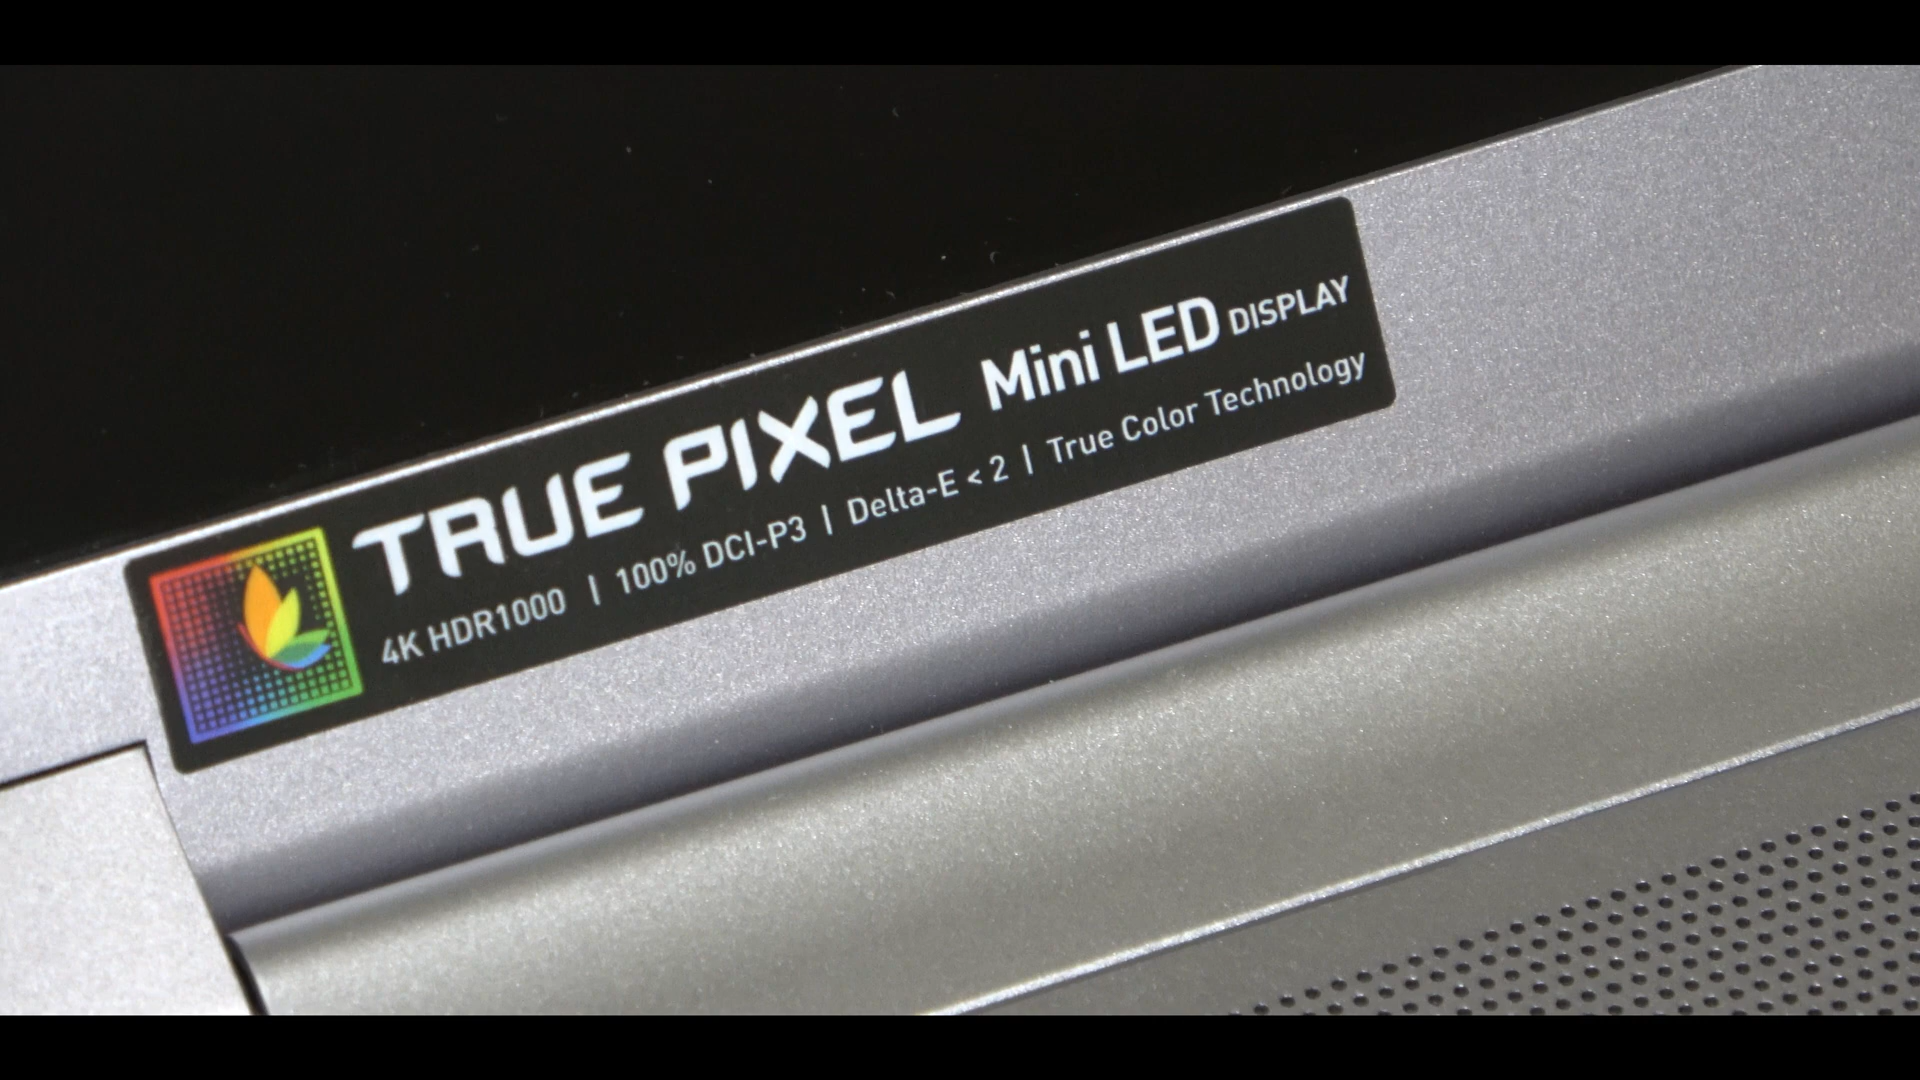 TRUE PIXEL Mini LED DISPLAY
4K HDR1000 | 100% DCI-P3 | Delta-E < 2 | True Color Technology